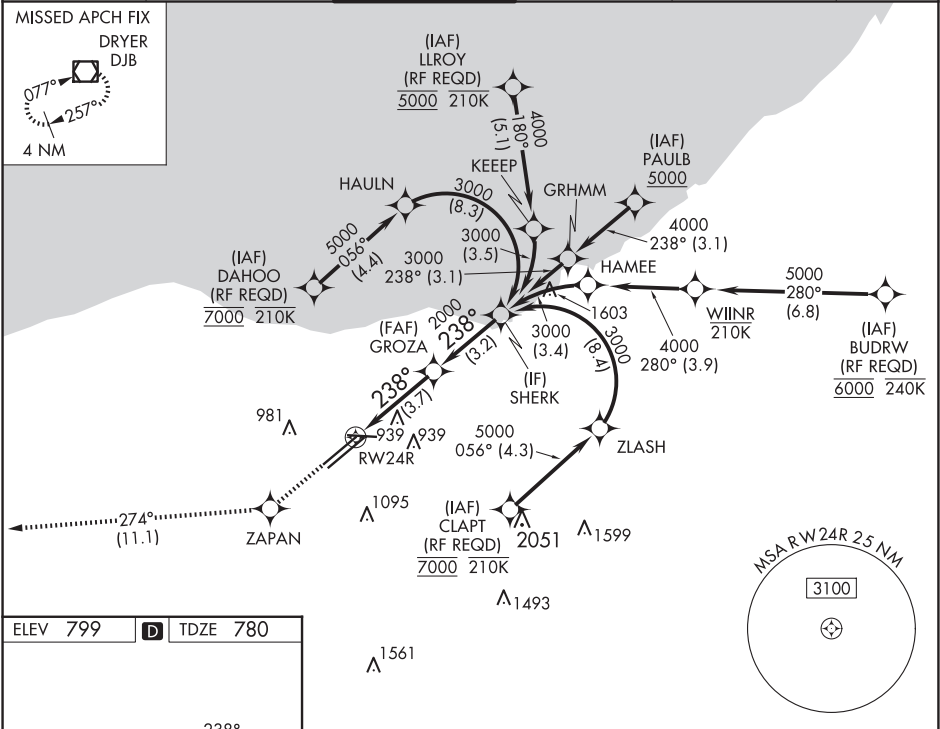 MISSED APCH FIX
DRYER
DJB
077°
257°
4 NM
(IAF)
LLROY
(RF REQD)
5000 210K
4000
180°
(5.1)
KEEEP
(IAF)
PAULB
5000
HAULN
3000
(8.3)
GRHMM
5000
056°
(4.4)
3000
(3.5)
3000
238° (3.1)
4000
238° (3.1)
(IAF)
DAHOO
(RF REQD)
7000 210K
HAMEE
5000
280°
(6.8)
1603
WIINR
210K
(FAF)
GROZA
2000
238°
(3.2)
3000
(3.4)
3000
(8.4)
4000
280° (3.9)
(IAF)
BUDRW
(RF REQD)
6000 240K
(IF)
SHERK
238°
(3.7)
981
939
939
RW24R
5000
056° (4.3)
ZLASH
274°
(11.1)
ZAPAN
1095
(IAF)
CLAPT
(RF REQD)
7000 210K
2051
1599
1493
MSA RW24R 25 NM
3100
ELEV 799 D TDZE 780
1561
238°